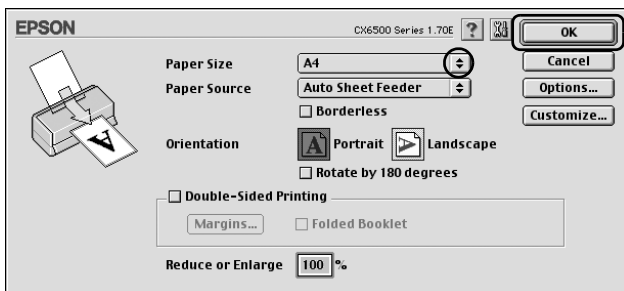 EPSON CX6500 Series 1.70E ? OK
Paper Size A4 Cancel
Paper Source Auto Sheet Feeder Options...
Borderless Customize...
Orientation A Portrait A Landscape
Rotate by 180 degrees
Double-Sided Printing
Margins... Folded Booklet
Reduce or Enlarge 100 %
A